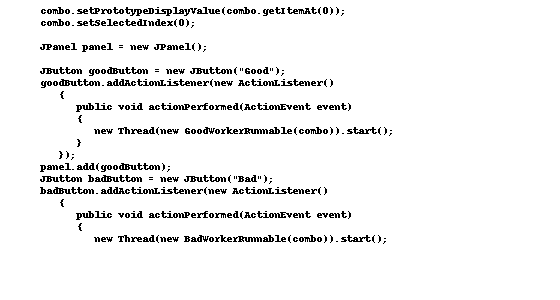 combo.setPrototypeDisplayValue(combo.getItemAt(0));
combo.setSelectedIndex(0);
JPanel panel = new JPanel();
JButton goodButton = new JButton("Good");
goodButton.addActionListener(new ActionListener()
{
public void actionPerformed(ActionEvent event)
{
new Thread(new GoodWorkerRunnable(combo)).start();
}
});
panel.add(goodButton);
JButton badButton = new JButton("Bad");
badButton.addActionListener(new ActionListener()
{
public void actionPerformed(ActionEvent event)
{
new Thread(new BadWorkerRunnable(combo)).start();